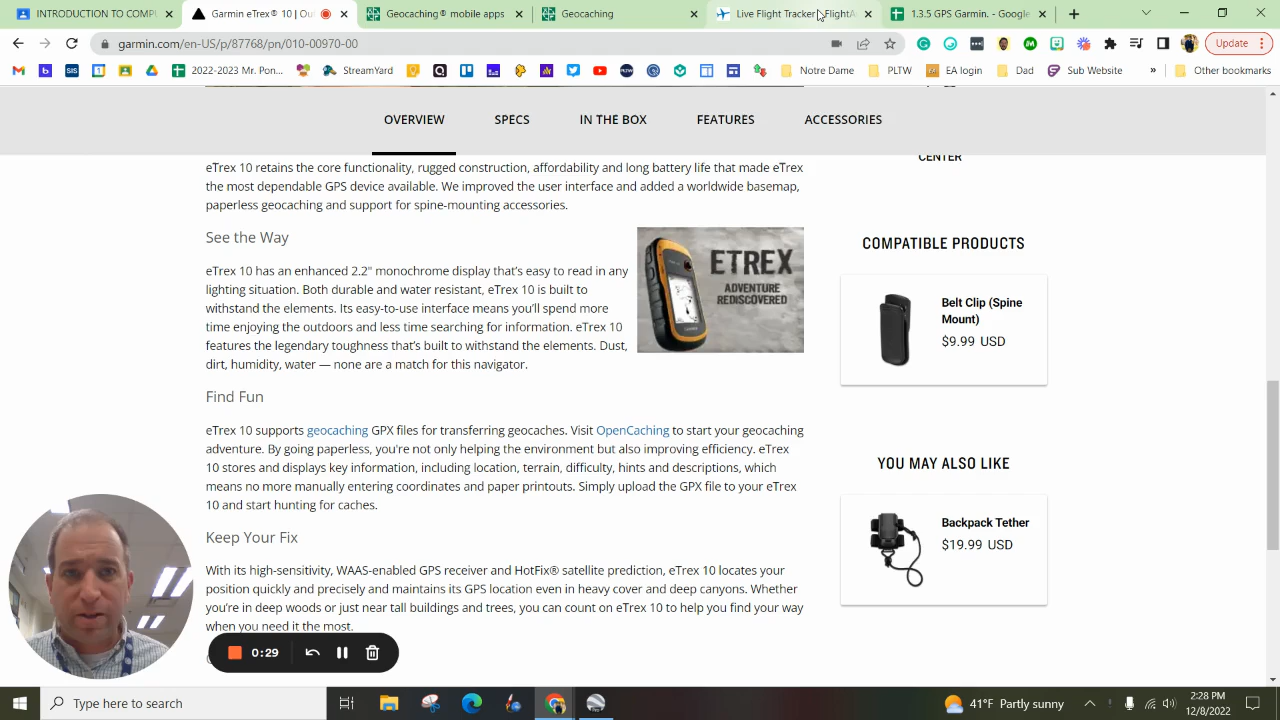 INTRODUCTION TO COMPU
Garmin eTrex® 10 | Out
Geocaching® mobile apps
Geocaching
Live Flight Tracker - FlightA
1.3.5 GPS Garmin. - Google
garmin.com/en-US/p/87768/pn/010-00970-00
Update
2022-2023 Mr. Pon...
StreamYard
Notre Dame
PLTW
EA login
Dad
Sub Website
Other bookmarks
OVERVIEW
SPECS
IN THE BOX
FEATURES
ACCESSORIES
CENTER
eTrex 10 retains the core functionality, rugged construction, affordability and long battery life that made eTrex
the most dependable GPS device available. We improved the user interface and added a worldwide basemap,
paperless geocaching and support for spine-mounting accessories.
See the Way
eTrex 10 has an enhanced 2.2" monochrome display that's easy to read in any
lighting situation. Both durable and water resistant, eTrex 10 is built to
withstand the elements. Its easy-to-use interface means you'll spend more
time enjoying the outdoors and less time searching for information. eTrex 10
features the legendary toughness that's built to withstand the elements. Dust,
dirt, humidity, water — none are a match for this navigator.
ETREX
ADVENTURE
REDISCOVERED
Find Fun
eTrex 10 supports geocaching GPX files for transferring geocaches. Visit OpenCaching to start your geocaching
adventure. By going paperless, you're not only helping the environment but also improving efficiency. eTrex
10 stores and displays key information, including location, terrain, difficulty, hints and descriptions, which
means no more manually entering coordinates and paper printouts. Simply upload the GPX file to your eTrex
10 and start hunting for caches.
Keep Your Fix
With its high-sensitivity, WAAS-enabled GPS receiver and HotFix® satellite prediction, eTrex 10 locates your
position quickly and precisely and maintains its GPS location even in heavy cover and deep canyons. Whether
you're in deep woods or just near tall buildings and trees, you can count on eTrex 10 to help you find your way
when you need it the most.
COMPATIBLE PRODUCTS
Belt Clip (Spine
Mount)
$9.99 USD
YOU MAY ALSO LIKE
Backpack Tether
$19.99 USD
0:29
Type here to search
41°F Partly sunny
2:28 PM
12/8/2022